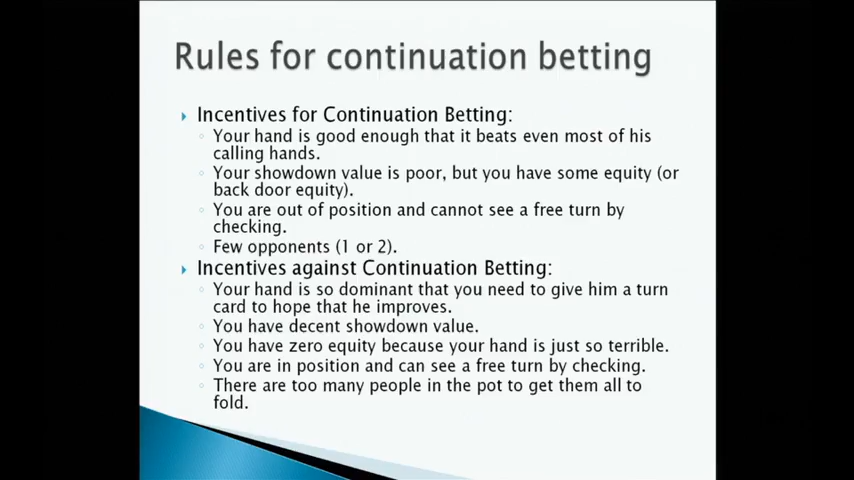 Rules for continuation betting
Incentives for Continuation Betting:
Your hand is good enough that it beats even most of his
calling hands.
Your showdown value is poor, but you have some equity (or
back door equity).
You are out of position and cannot see a free turn by
checking.
Few opponents (1 or 2).
Incentives against Continuation Betting:
Your hand is so dominant that you need to give him a turn
card to hope that he improves.
You have decent showdown value.
You have zero equity because your hand is just so terrible.
You are in position and can see a free turn by checking.
There are too many people in the pot to get them all to
fold.